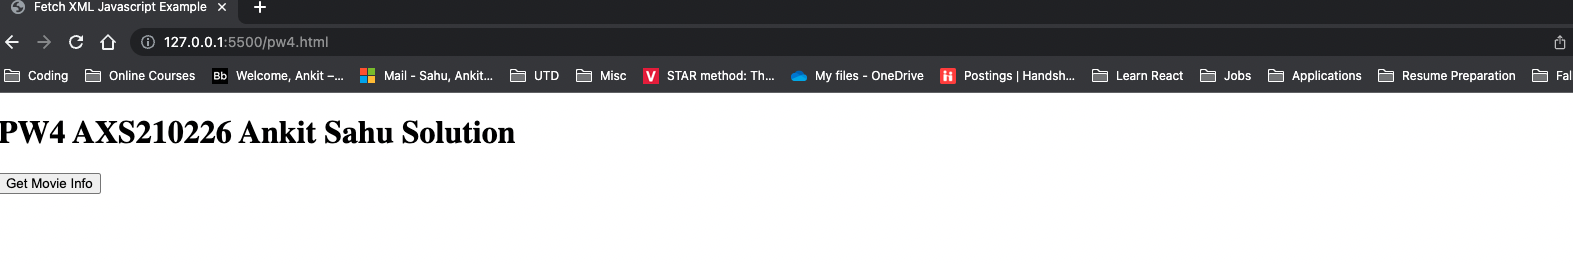 Fetch XML Javascript Example
127.0.0.1:5500/pw4.html
Coding Online Courses Bb Welcome, Ankit –... Mail - Sahu, Ankit... UTD Misc V STAR method: Th... My files - OneDrive Postings | Handsh... Learn React Jobs Applications Resume Preparation Fal
PW4 AXS210226 Ankit Sahu Solution
Get Movie Info